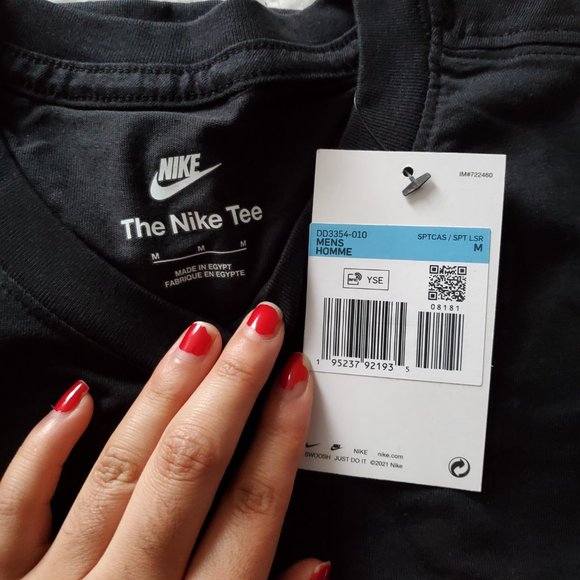 NIKE
The Nike Tee
M M M
MADE IN EGYPT
FABRIQUE EN EGYPTE
IM#722460
DD3354-010 SPTCAS / SPT LSR
MENS M
HOMME
YSE
08181
1 95237 92193 5
NIKE nike.com
SWOOSH JUST DO IT ©2021 Nike